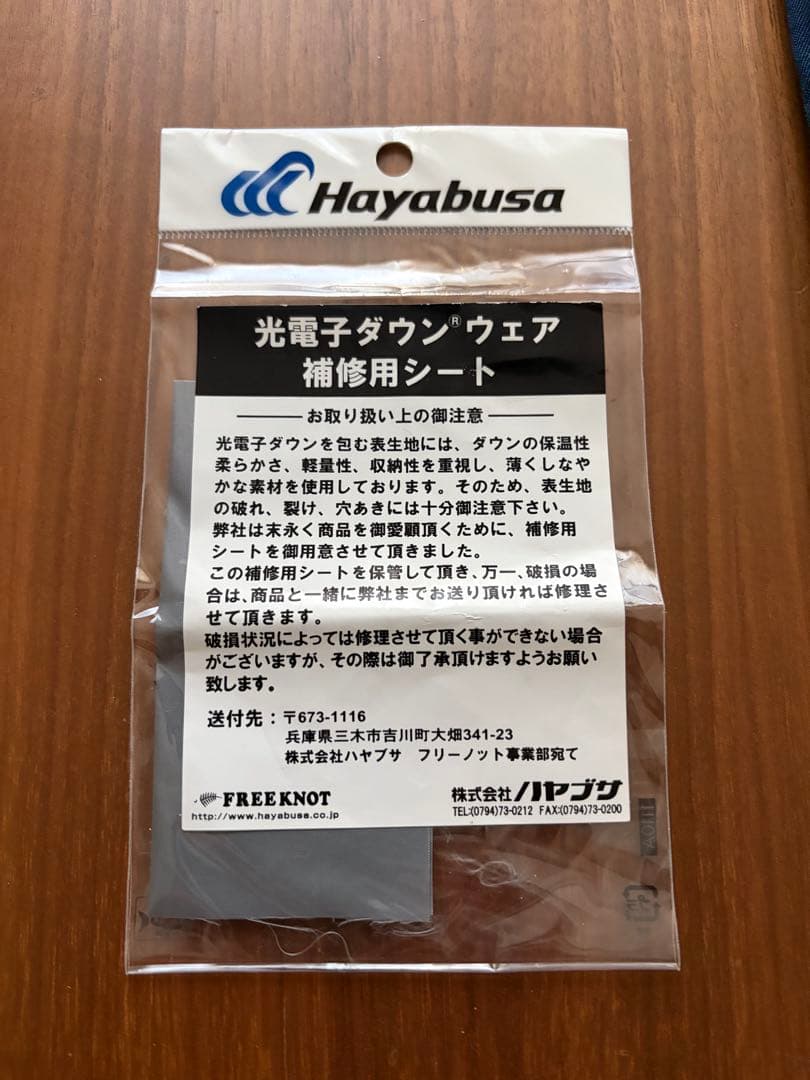 Hayabusa
光電子ダウン®ウェア
補修用シート
お取り扱い上の御注意
光電子ダウンを包む表生地には、ダウンの保温性
柔らかさ、軽量性、収納性を重視し、薄くしなや
かな素材を使用しております。そのため、表生地
の破れ、裂け、穴あきには十分御注意下さい。
弊社は末永く商品を御愛顧頂くために、補修用
シートを御用意させて頂きました。
この補修用シートを保管して頂き、万一、破損の場
合は、商品と一緒に弊社までお送り頂ければ修理さ
せて頂きます。
破損状況によっては修理させて頂く事ができない場合
がございますが、その際は御了承頂けますようお願い
致します。
送付先：〒673-1116
兵庫県三木市吉川町大畑341-23
株式会社ハヤブサ フリーノット事業部宛て
FREEKNOT
http://www.hayabusa.co.jp
株式会社ハヤブサ
TEL:(0794)73-0212 FAX:(0794)73-0200